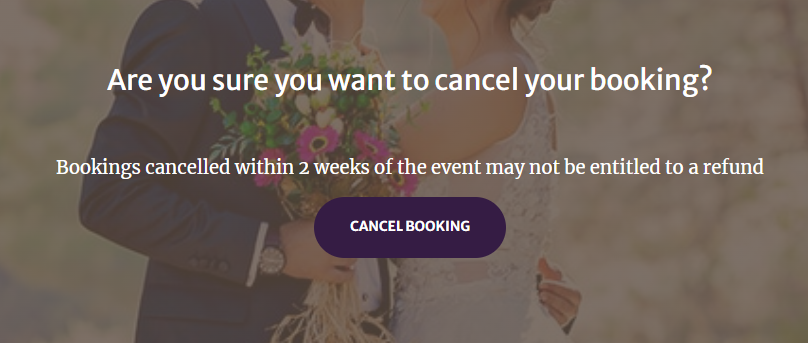 Are you sure you want to cancel your booking?
Bookings cancelled within 2 weeks of the event may not be entitled to a refund
CANCEL BOOKING